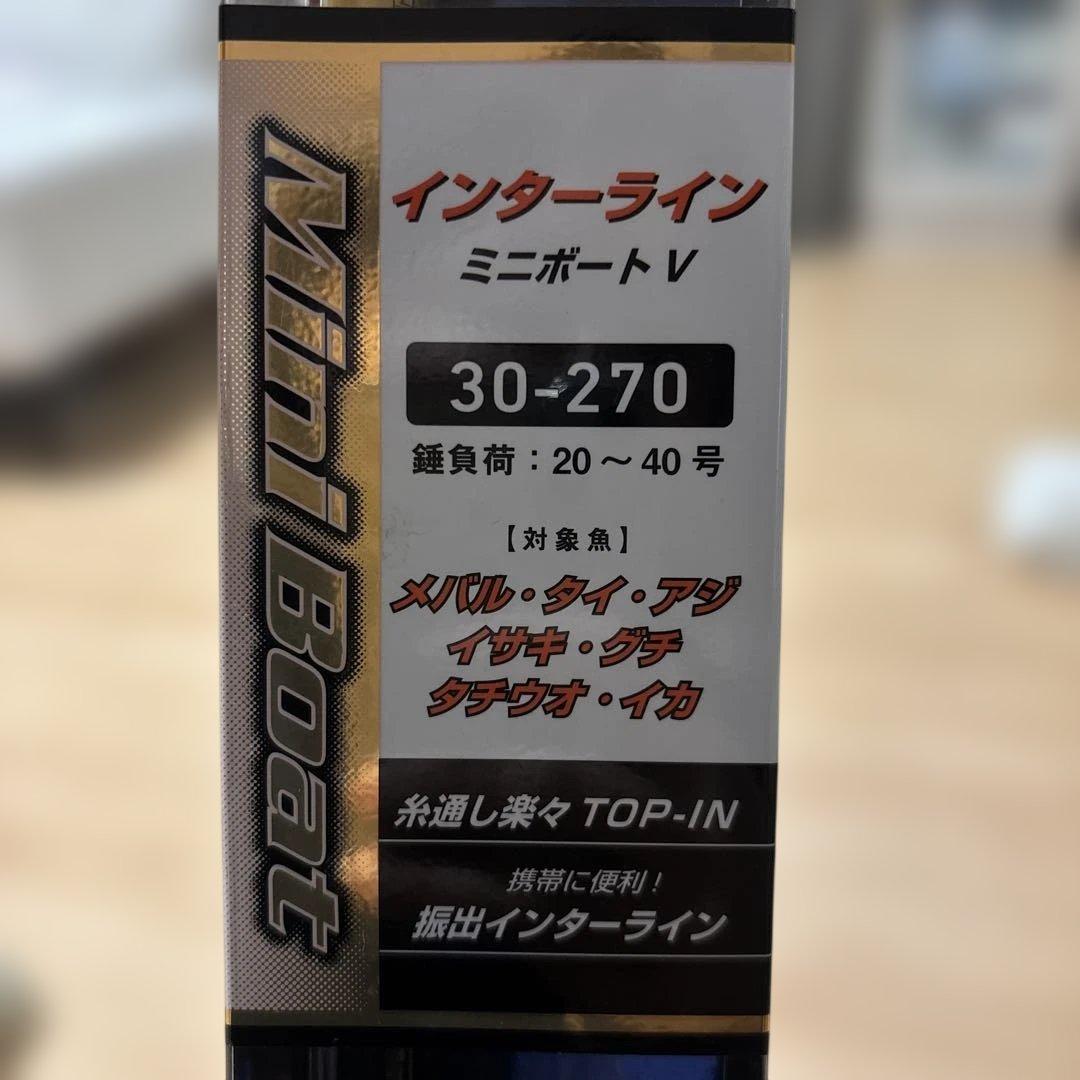 Mini Boat
インターライン
ミニボート V
30-270
錘負荷：20～40号
【対象魚】
メバル・タイ・アジ
イサキ・グチ
タチウオ・イカ
糸通し楽々 TOP-IN
携帯に便利！
振出インターライン